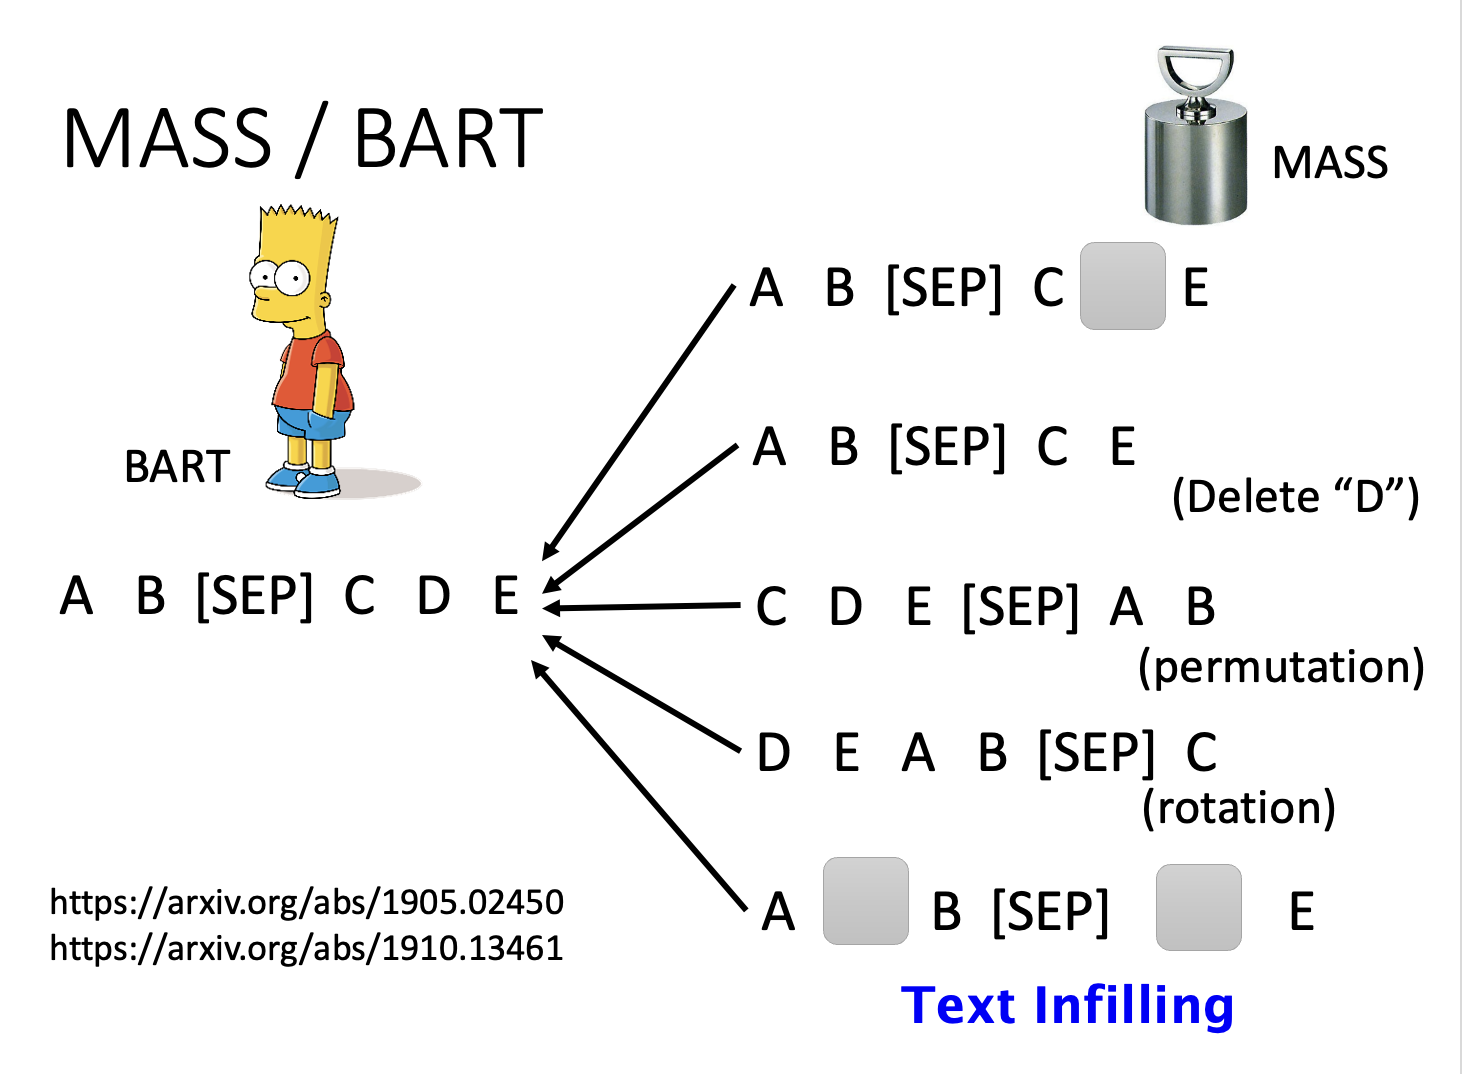 MASS / BART
MASS
BART
A B [SEP] C E
A B [SEP] C E
(Delete “D”)
A B [SEP] C D E
C D E [SEP] A B
(permutation)
D E A B [SEP] C
(rotation)
A B [SEP] E
Text Infilling
https://arxiv.org/abs/1905.02450
https://arxiv.org/abs/1910.13461